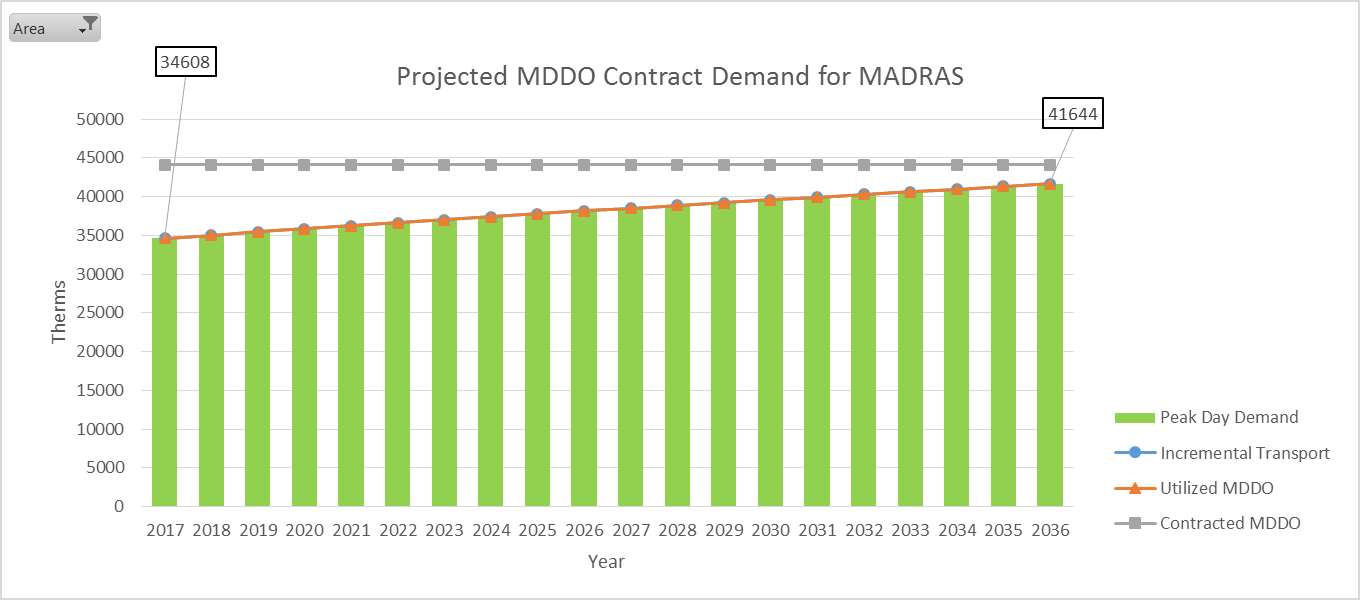 Area
34608
Projected MDDO Contract Demand for MADRAS
41644
50000
45000
40000
35000
30000
25000
20000
15000
10000
5000
0
Therms
2017 2018 2019 2020 2021 2022 2023 2024 2025 2026 2027 2028 2029 2030 2031 2032 2033 2034 2035 2036
Year
Peak Day Demand
Incremental Transport
Utilized MDDO
Contracted MDDO